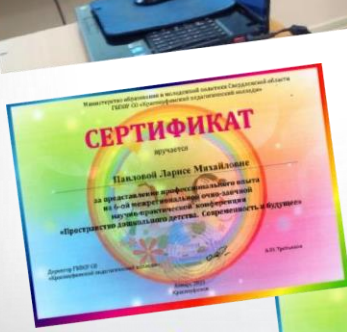 Министерство образования и молодежной политики Свердловской области
ГБПОУ СО «Красноуфимский педагогический колледж»
СЕРТИФИКАТ
вручается
Павловой Ларисе Михайловне
за представление профессионального опыта
на 6-ой межрегиональной очно-заочной
научно-практической конференции
«Пространство дошкольного детства. Современность и будущее»
Директор ГБПОУ СО
«Красноуфимский педагогический колледж»
2021
Красноуфимск